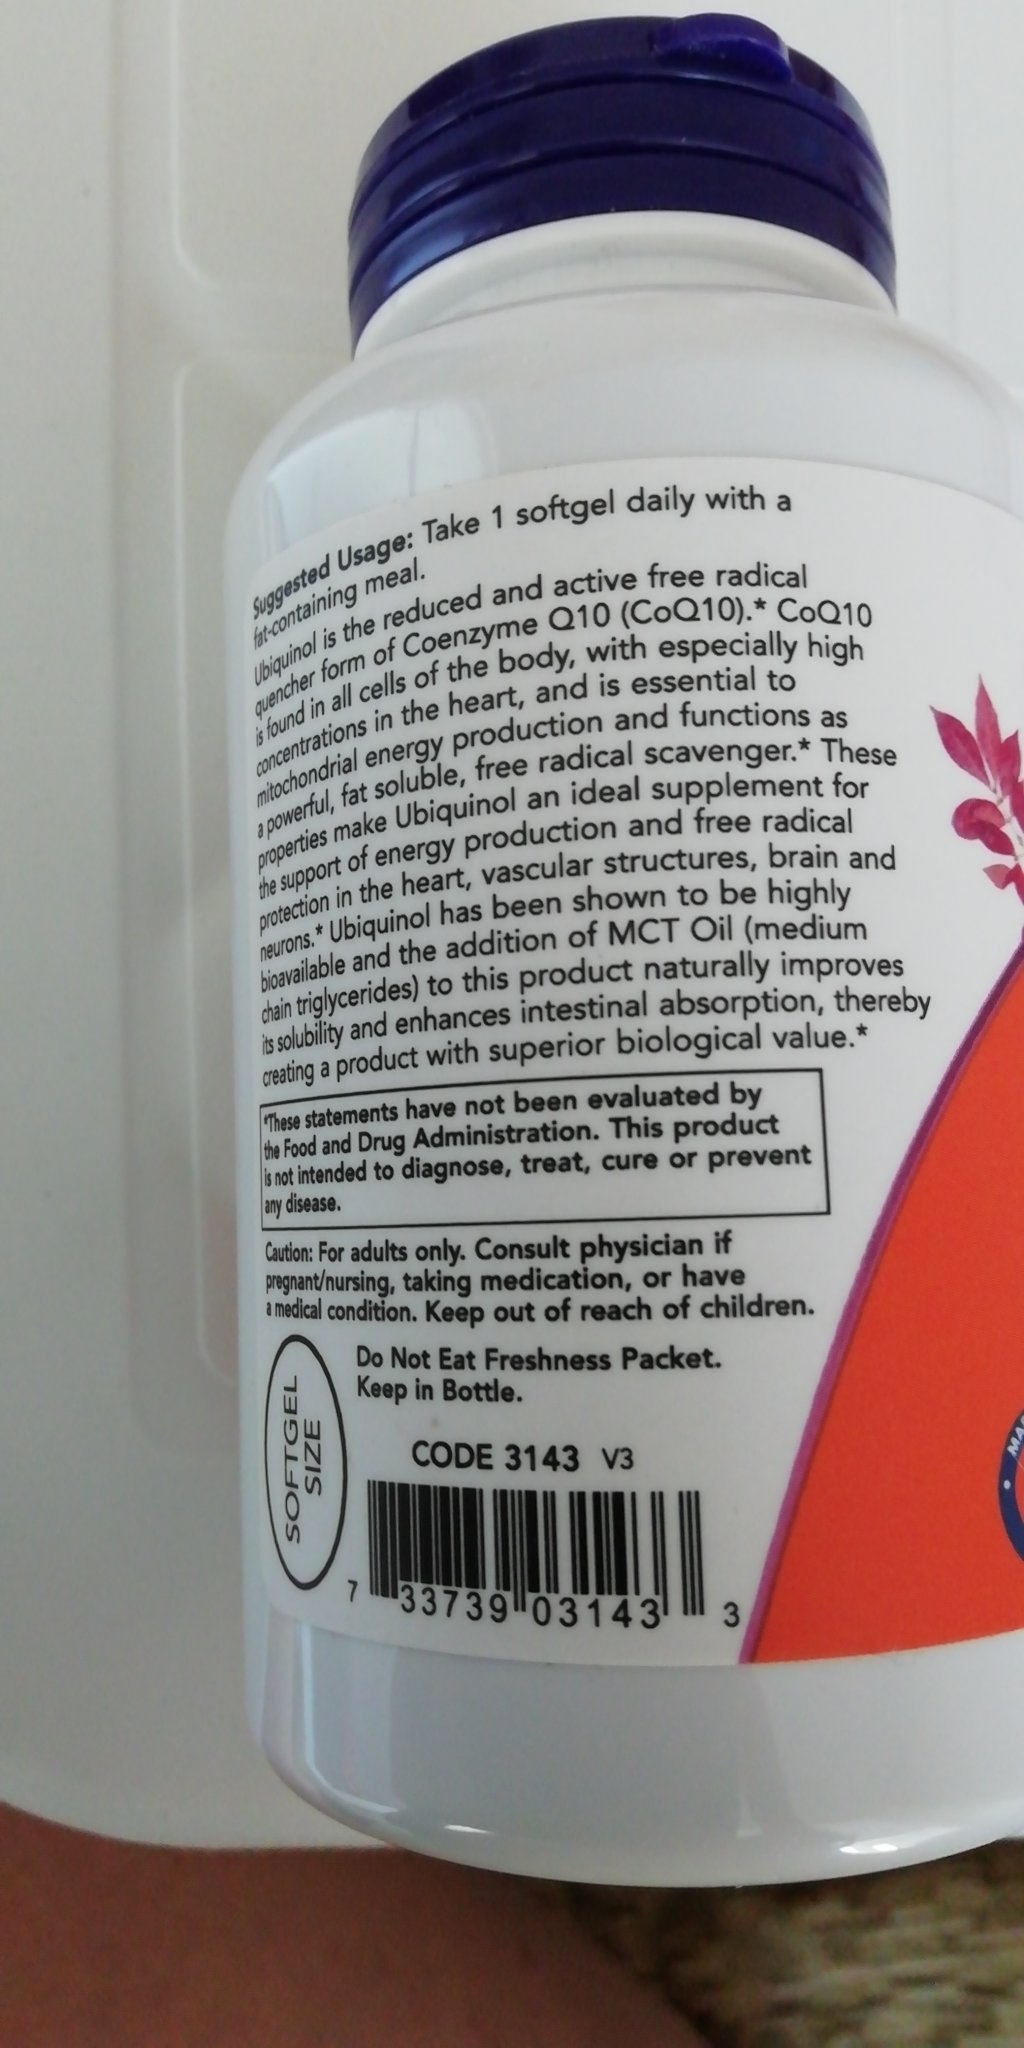 Suggested Usage: Take 1 softgel daily with a
fat-containing meal.
Ubiquinol is the reduced and active free radical
quencher form of Coenzyme Q10 (CoQ10).* CoQ10
is found in all cells of the body, with especially high
concentrations in the heart, and is essential to
mitochondrial energy production and functions as
a powerful, fat soluble, free radical scavenger.* These
properties make Ubiquinol an ideal supplement for
the support of energy production and free radical
protection in the heart, vascular structures, brain and
neurons.* Ubiquinol has been shown to be highly
bioavailable and the addition of MCT Oil (medium
chain triglycerides) to this product naturally improves
its solubility and enhances intestinal absorption, thereby
creating a product with superior biological value.*
*These statements have not been evaluated by
the Food and Drug Administration. This product
is not intended to diagnose, treat, cure or prevent
any disease.
Caution: For adults only. Consult physician if
pregnant/nursing, taking medication, or have
a medical condition. Keep out of reach of children.
Do Not Eat Freshness Packet.
Keep in Bottle.
SOFTGEL
SIZE
CODE 3143 V3
7 33739 03143 3